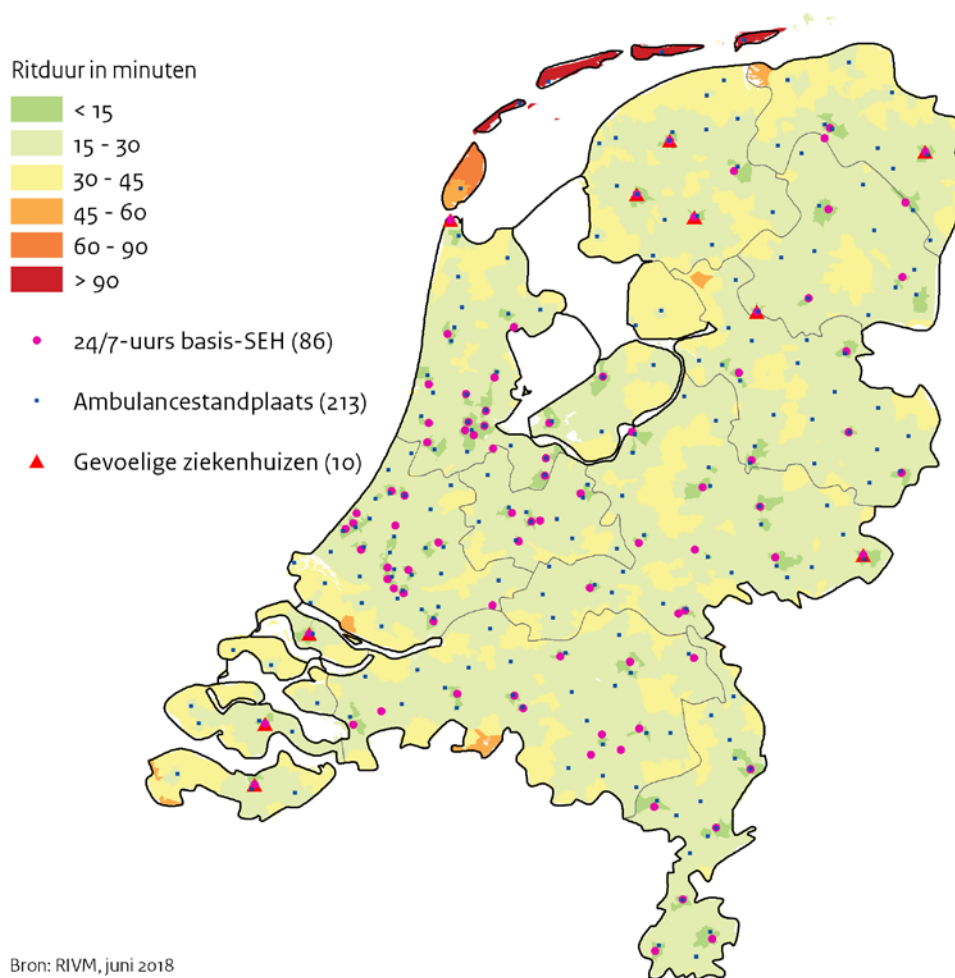 Ritduur in minuten
< 15
15 - 30
30 - 45
45 - 60
60 - 90
> 90
24/7-uurs basis-SEH (86)
Ambulancestandplaats (213)
Gevoelige ziekenhuizen (10)
Bron: RIVM, juni 2018